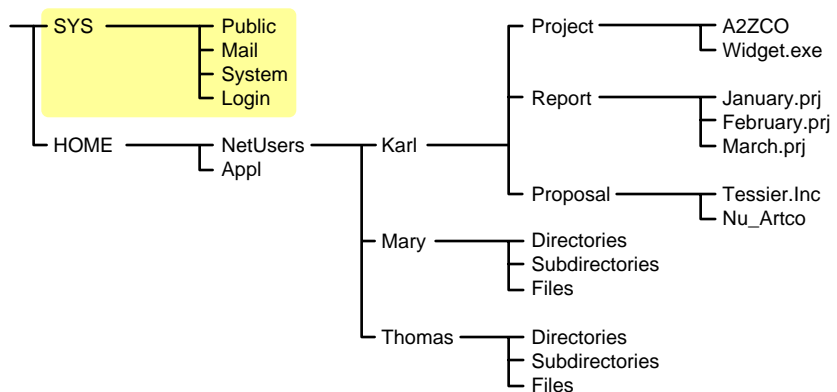 SYS Public Project A2ZCO
Mail Widget.exe
System
Login Report January.prj
February.prj
HOME NetUsers Karl March.prj
Appl
Proposal Tessier.Inc
Nu_Artco
Mary Directories
Subdirectories
Files
Thomas Directories
Subdirectories
Files